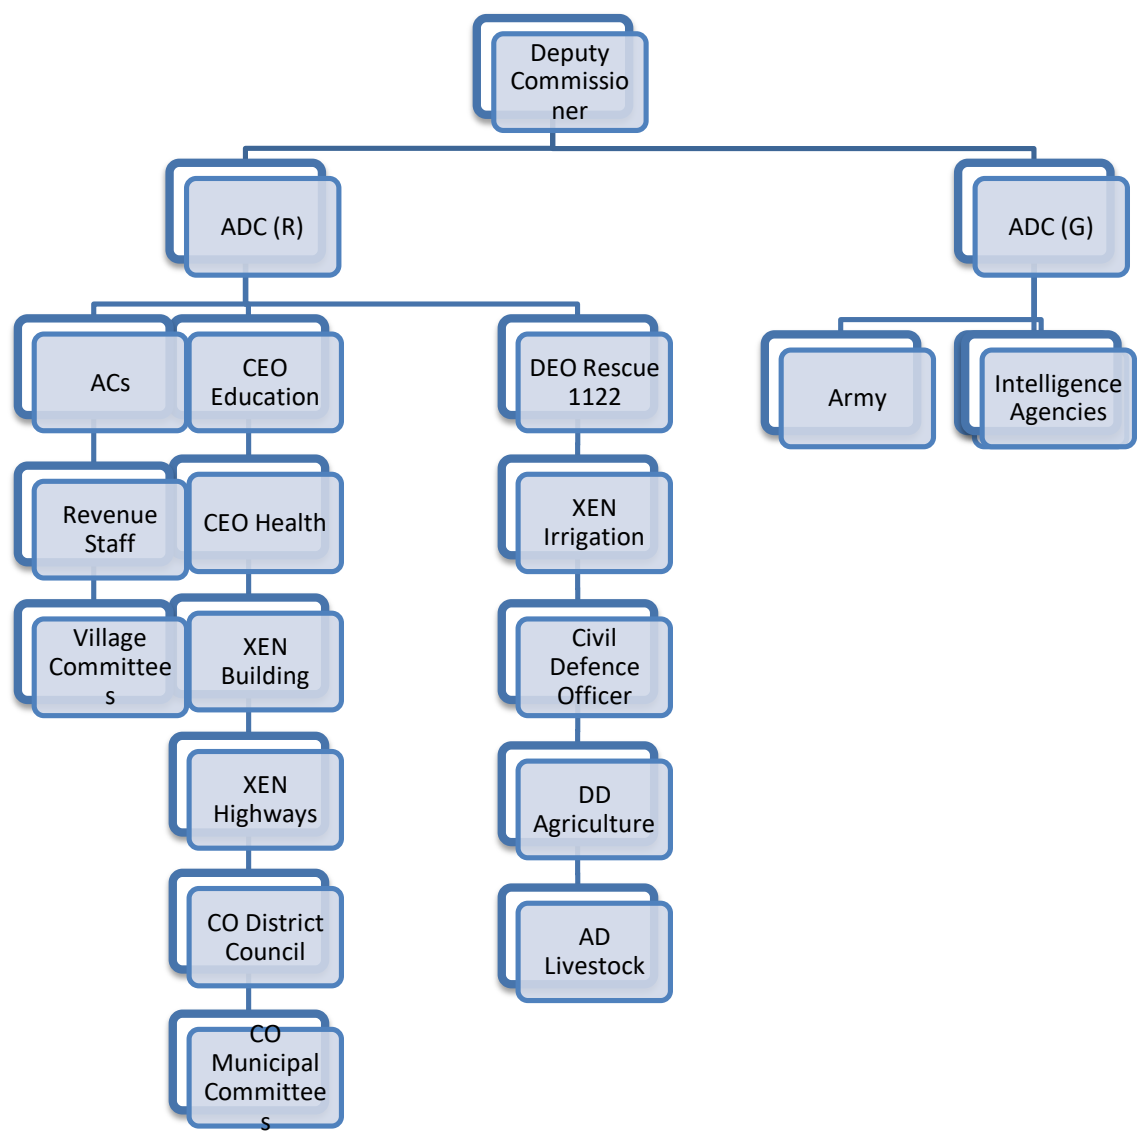 Deputy
Commissio
ner
ADC (R)
ADC (G)
ACs
CEO
Education
DEO Rescue
1122
Army
Intelligence
Agencies
Revenue
Staff
CEO Health
XEN
Irrigation
Village
Committee
s
XEN
Building
Civil
Defence
Officer
XEN
Highways
DD
Agriculture
CO District
Council
AD
Livestock
CO
Municipal
Committee
s